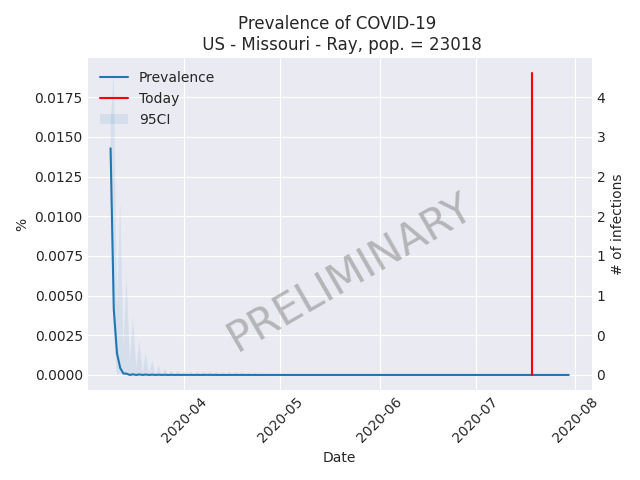 Prevalence of COVID-19
US - Missouri - Ray, pop. = 23018
Prevalence
Today
95CI
0.0175
0.0150
0.0125
0.0100
0.0075
0.0050
0.0025
0.0000
%
4
3
2
2
1
1
0
0
# of infections
PRELIMINARY
2020-04
2020-05
2020-06
2020-07
2020-08
Date